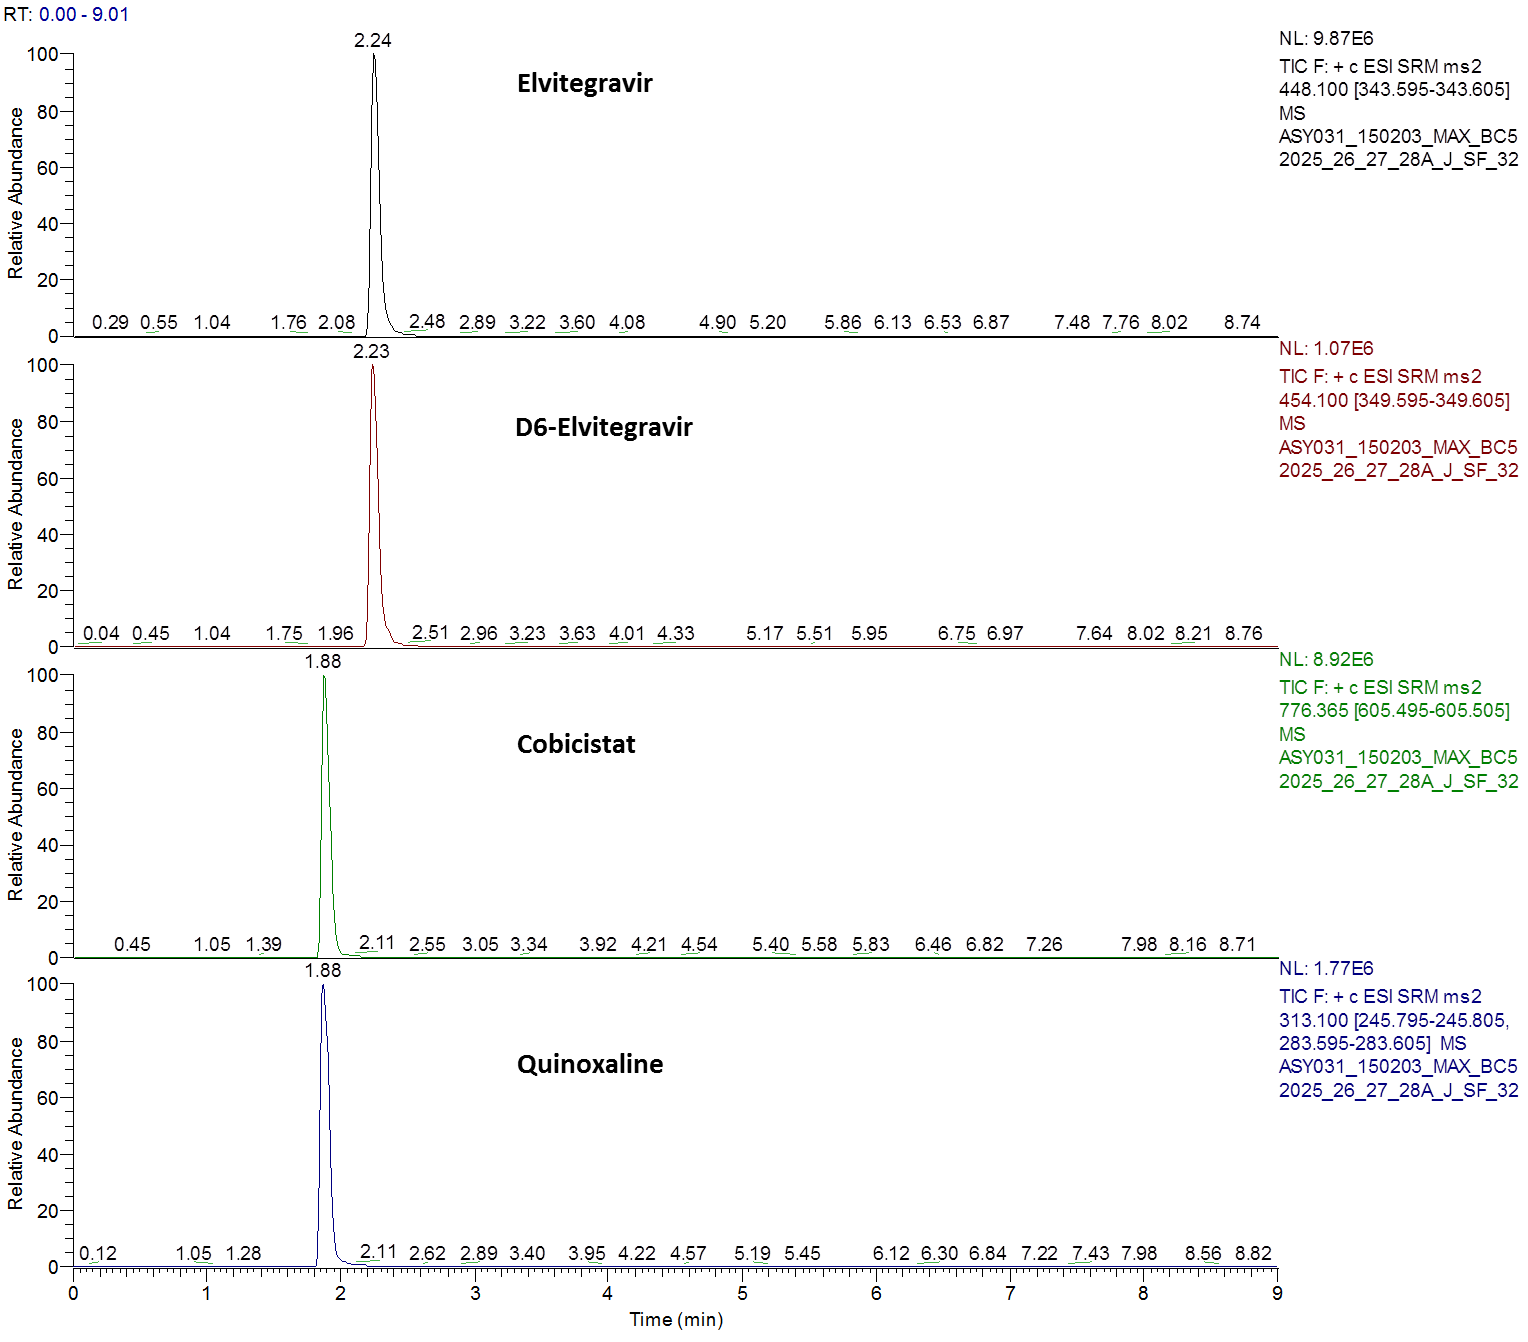 RT: 0.00 - 9.01
2.24
100
80
60
40
20
0
Relative Abundance
Elvitegravir
0.29 0.55 1.04 1.76 2.08 2.48 2.89 3.22 3.60 4.08 4.90 5.20 5.86 6.13 6.53 6.87 7.48 7.76 8.02 8.74
NL: 9.87E6
TIC F: + c ESI SRM ms2
448.100 [343.595-343.605]
MS
ASY031_150203_MAX_BC5
2025_26_27_28A_J_SF_32
2.23
100
80
60
40
20
0
Relative Abundance
D6-Elvitegravir
0.04 0.45 1.04 1.75 1.96 2.51 2.96 3.23 3.63 4.01 4.33 5.17 5.51 5.95 6.75 6.97 7.64 8.02 8.21 8.76
NL: 1.07E6
TIC F: + c ESI SRM ms2
454.100 [349.595-349.605]
MS
ASY031_150203_MAX_BC5
2025_26_27_28A_J_SF_32
1.88
100
80
60
40
20
0
Relative Abundance
Cobicistat
0.45 1.05 1.39 2.11 2.55 3.05 3.34 3.92 4.21 4.54 5.40 5.58 5.83 6.46 6.82 7.26 7.98 8.16 8.71
NL: 8.92E6
TIC F: + c ESI SRM ms2
776.365 [605.495-605.505]
MS
ASY031_150203_MAX_BC5
2025_26_27_28A_J_SF_32
1.88
100
80
60
40
20
0
Relative Abundance
Quinoxaline
0.12 1.05 1.28 2.11 2.62 2.89 3.40 3.95 4.22 4.57 5.19 5.45 6.12 6.30 6.84 7.22 7.43 7.98 8.56 8.82
NL: 1.77E6
TIC F: + c ESI SRM ms2
313.100 [245.795-245.805,
283.595-283.605] MS
ASY031_150203_MAX_BC5
2025_26_27_28A_J_SF_32
0 1 2 3 4 5 6 7 8 9
Time (min)